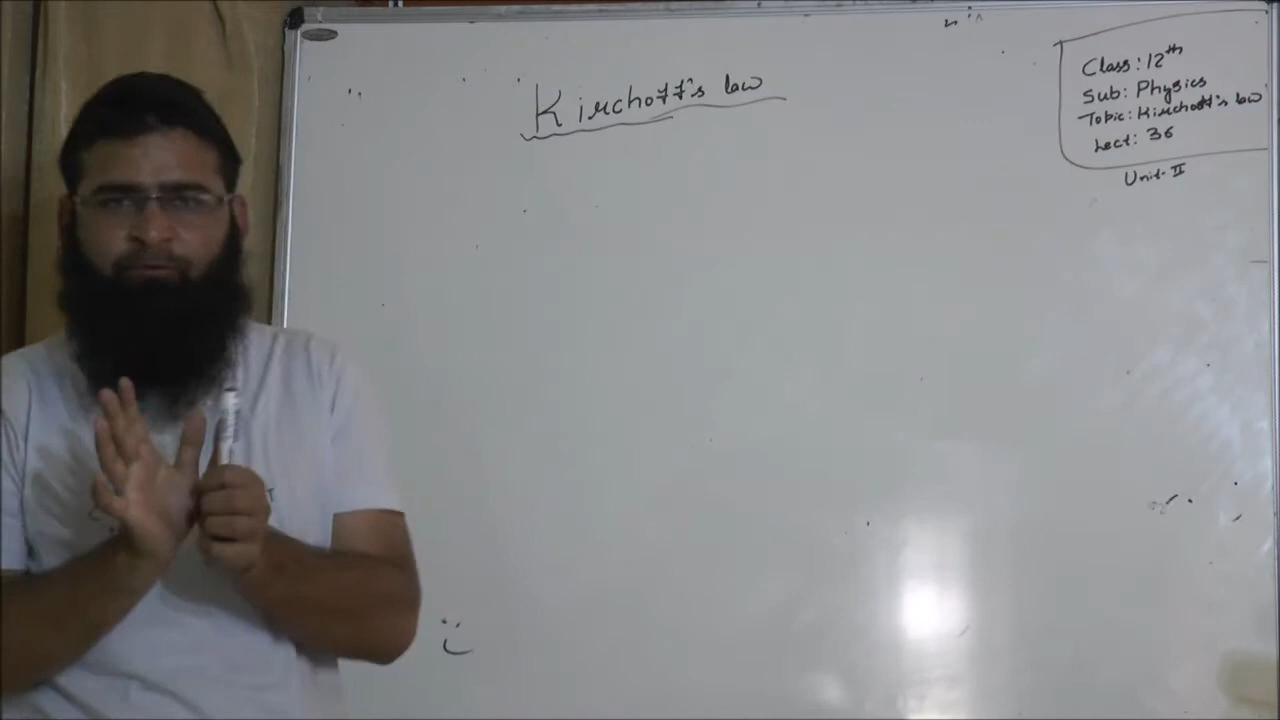 Kirchoff's law
Class: 12th
Sub: Physics
Topic: Kirchoff's law
Lect: 36
Unit-II